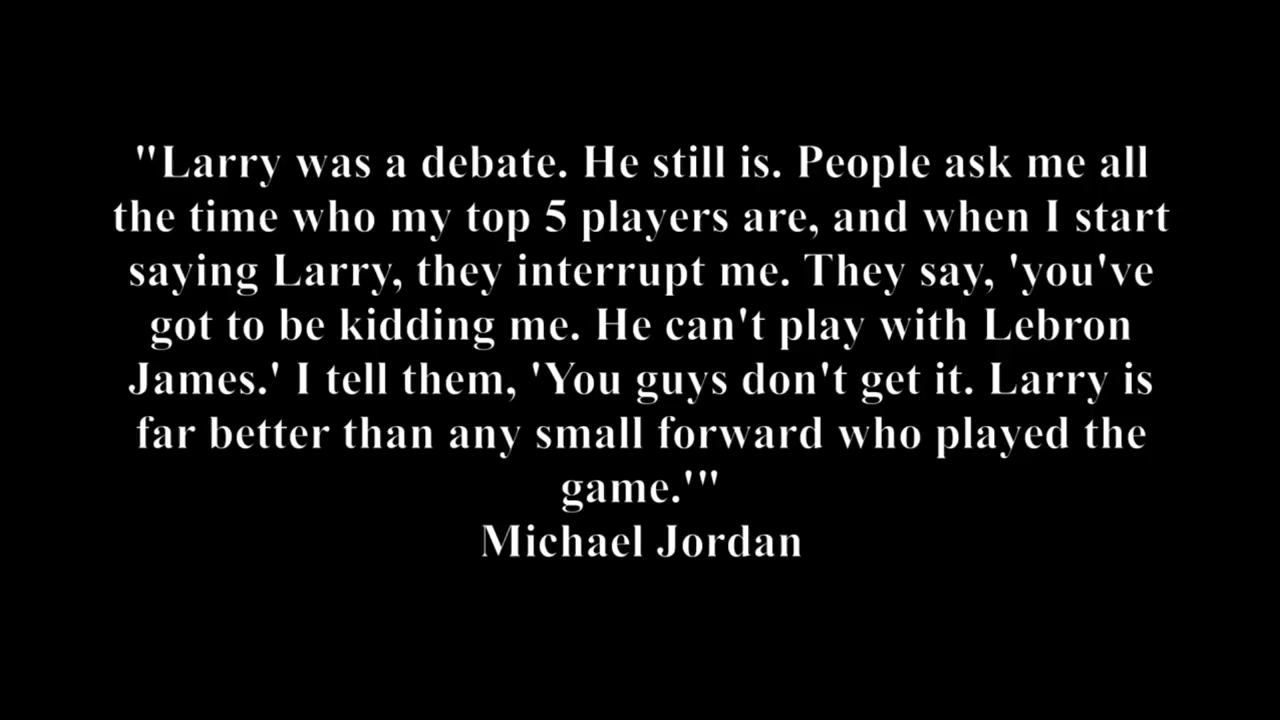 "Larry was a debate. He still is. People ask me all
the time who my top 5 players are, and when I start
saying Larry, they interrupt me. They say, 'you've
got to be kidding me. He can't play with Lebron
James.' I tell them, 'You guys don't get it. Larry is
far better than any small forward who played the
game.'"
Michael Jordan